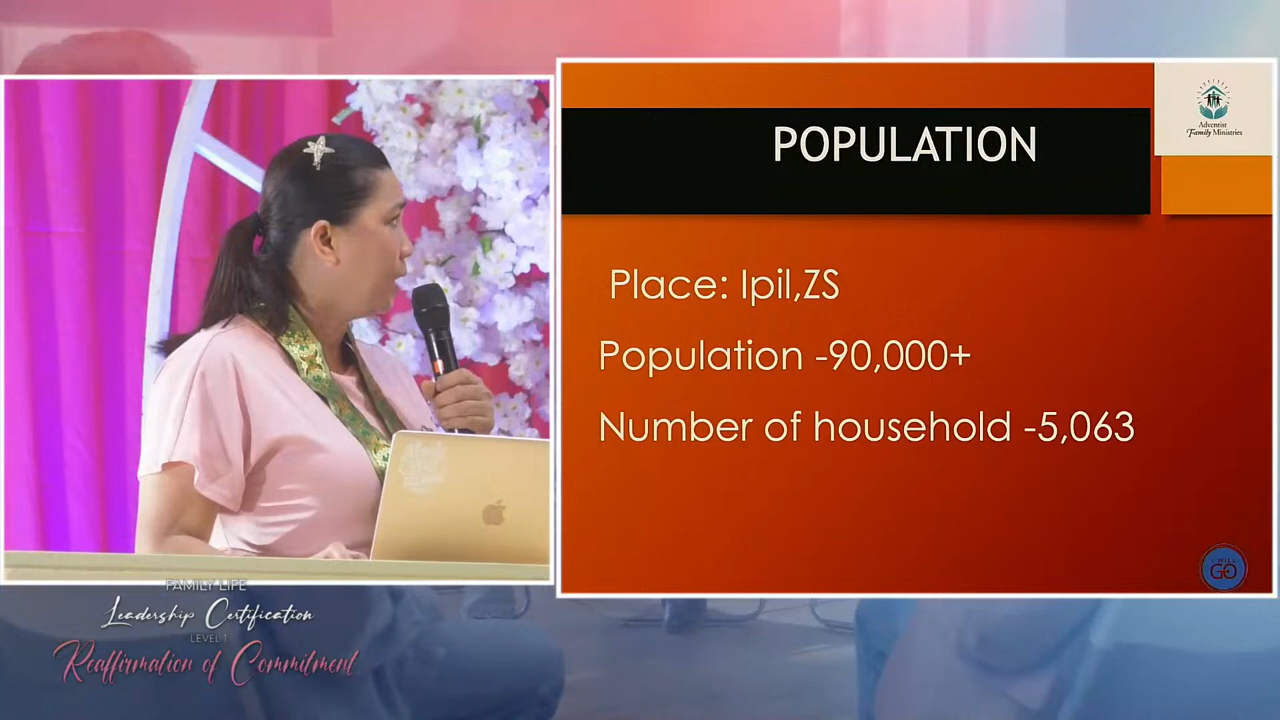 POPULATION
Adventist
Family Ministries
Place: Ipil,ZS
Population -90,000+
Number of household -5,063
GO
FAMILY LIFE
Leadership Certification
LEVEL 1
Reaffirmation of Commitment